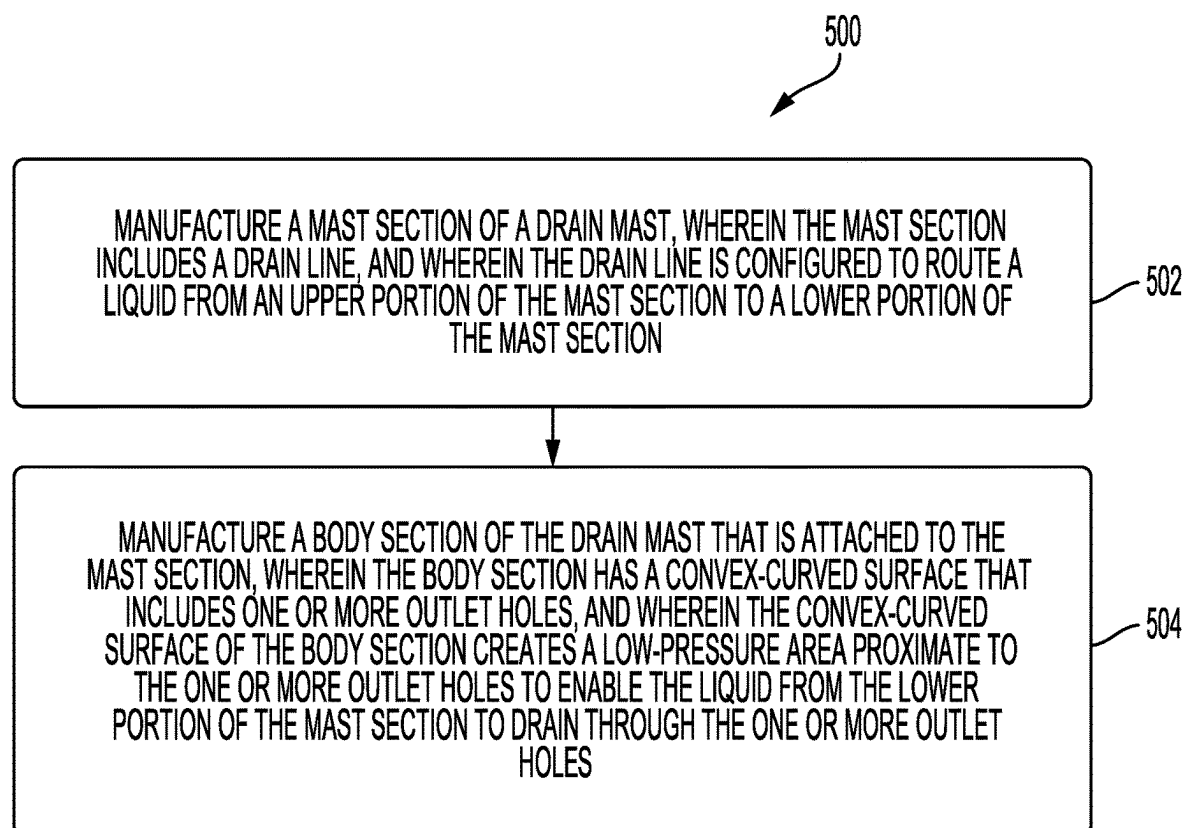 500
MANUFACTURE A MAST SECTION OF A DRAIN MAST, WHEREIN THE MAST SECTION
INCLUDES A DRAIN LINE, AND WHEREIN THE DRAIN LINE IS CONFIGURED TO ROUTE A
LIQUID FROM AN UPPER PORTION OF THE MAST SECTION TO A LOWER PORTION OF
THE MAST SECTION
502
MANUFACTURE A BODY SECTION OF THE DRAIN MAST THAT IS ATTACHED TO THE
MAST SECTION, WHEREIN THE BODY SECTION HAS A CONVEX-CURVED SURFACE THAT
INCLUDES ONE OR MORE OUTLET HOLES, AND WHEREIN THE CONVEX-CURVED
SURFACE OF THE BODY SECTION CREATES A LOW-PRESSURE AREA PROXIMATE TO
THE ONE OR MORE OUTLET HOLES TO ENABLE THE LIQUID FROM THE LOWER
PORTION OF THE MAST SECTION TO DRAIN THROUGH THE ONE OR MORE OUTLET
HOLES
504